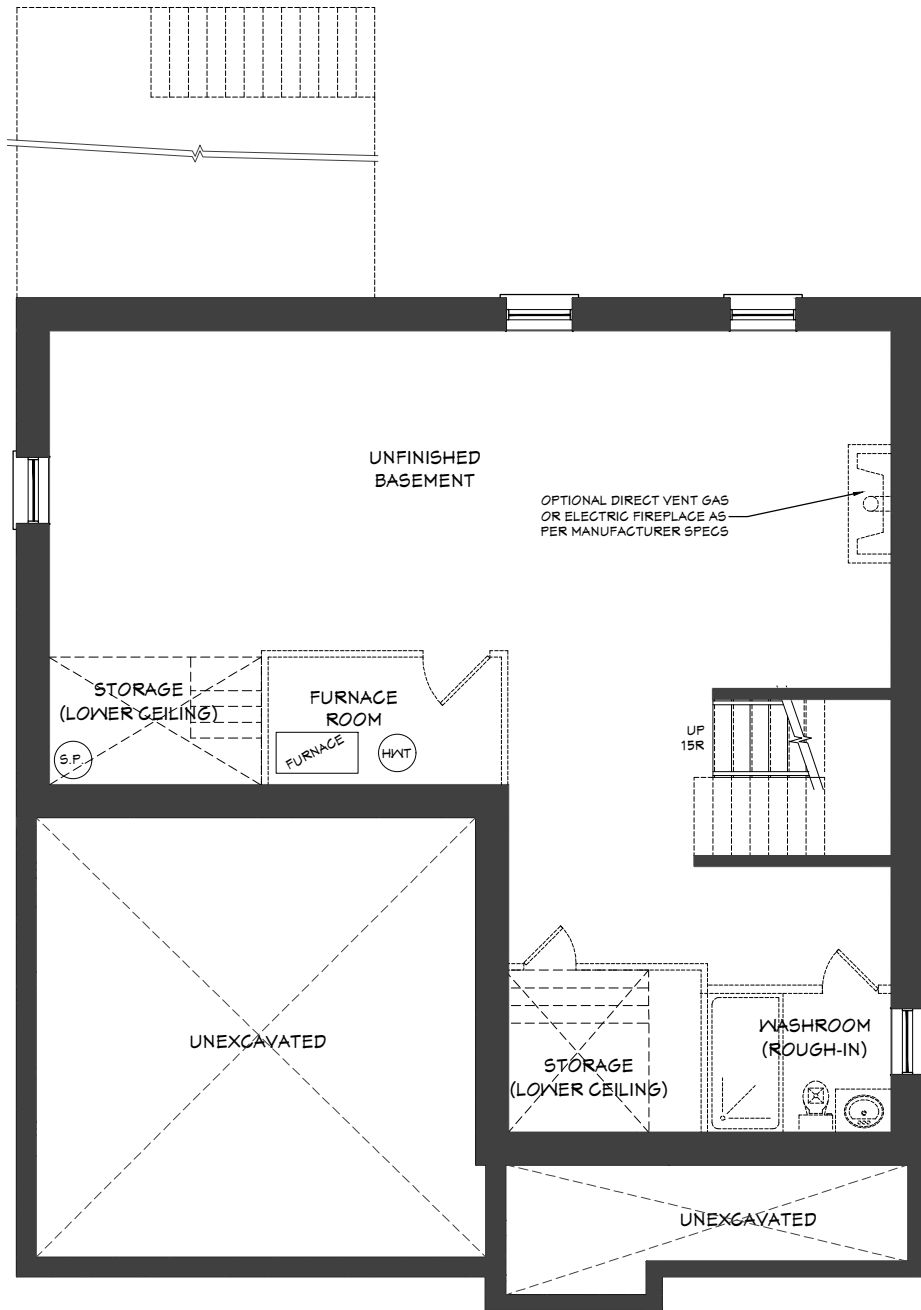 UNFINISHED
BASEMENT
OPTIONAL DIRECT VENT GAS
OR ELECTRIC FIREPLACE AS
PER MANUFACTURER SPECS
STORAGE
(LOWER CEILING)
S.P.
FURNACE
ROOM
FURNACE
HWT
UP
15R
UNEXCAVATED
WASHROOM
(ROUGH-IN)
STORAGE
(LOWER CEILING)
UNEXCAVATED